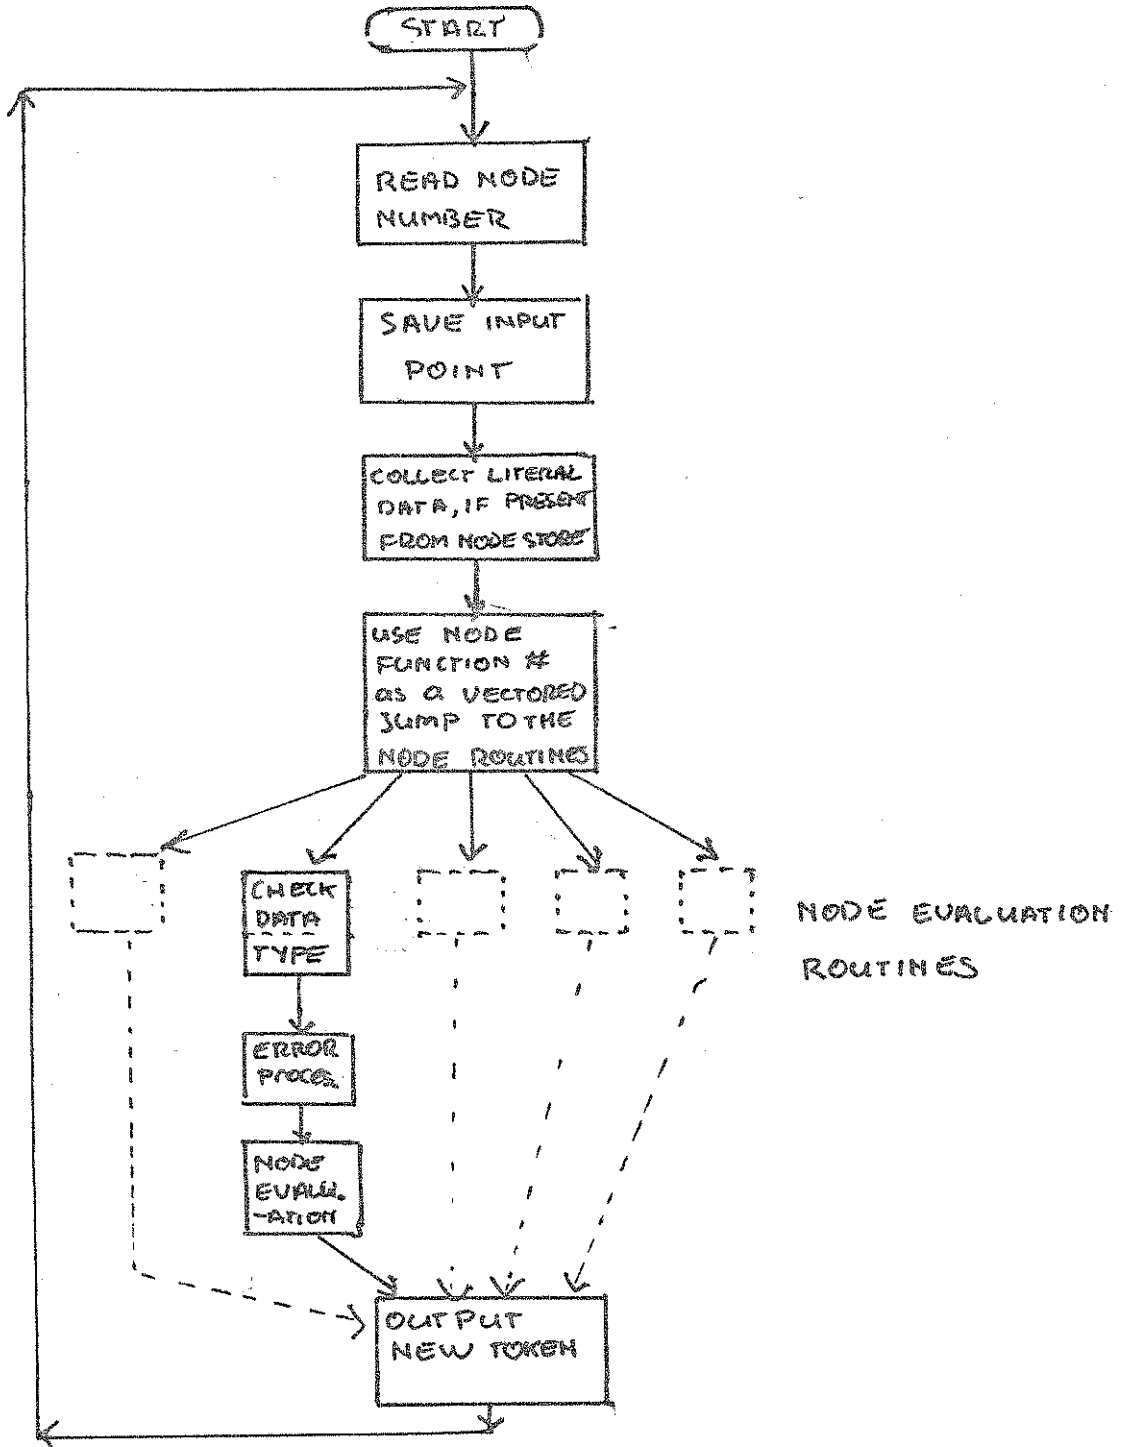 START
READ NODE
NUMBER
SAVE INPUT
POINT
COLLECT LITERAL
DATA, IF PRESENT
FROM NODE STORE
USE NODE
FUNCTION #
as a VECTORED
JUMP TO THE
NODE ROUTINES
CHECK
DATA
TYPE
NODE EVALUATION
ROUTINES
ERROR
PROCES.
NODE
EVALU.
-ATION
OUTPUT
NEW TOKEN